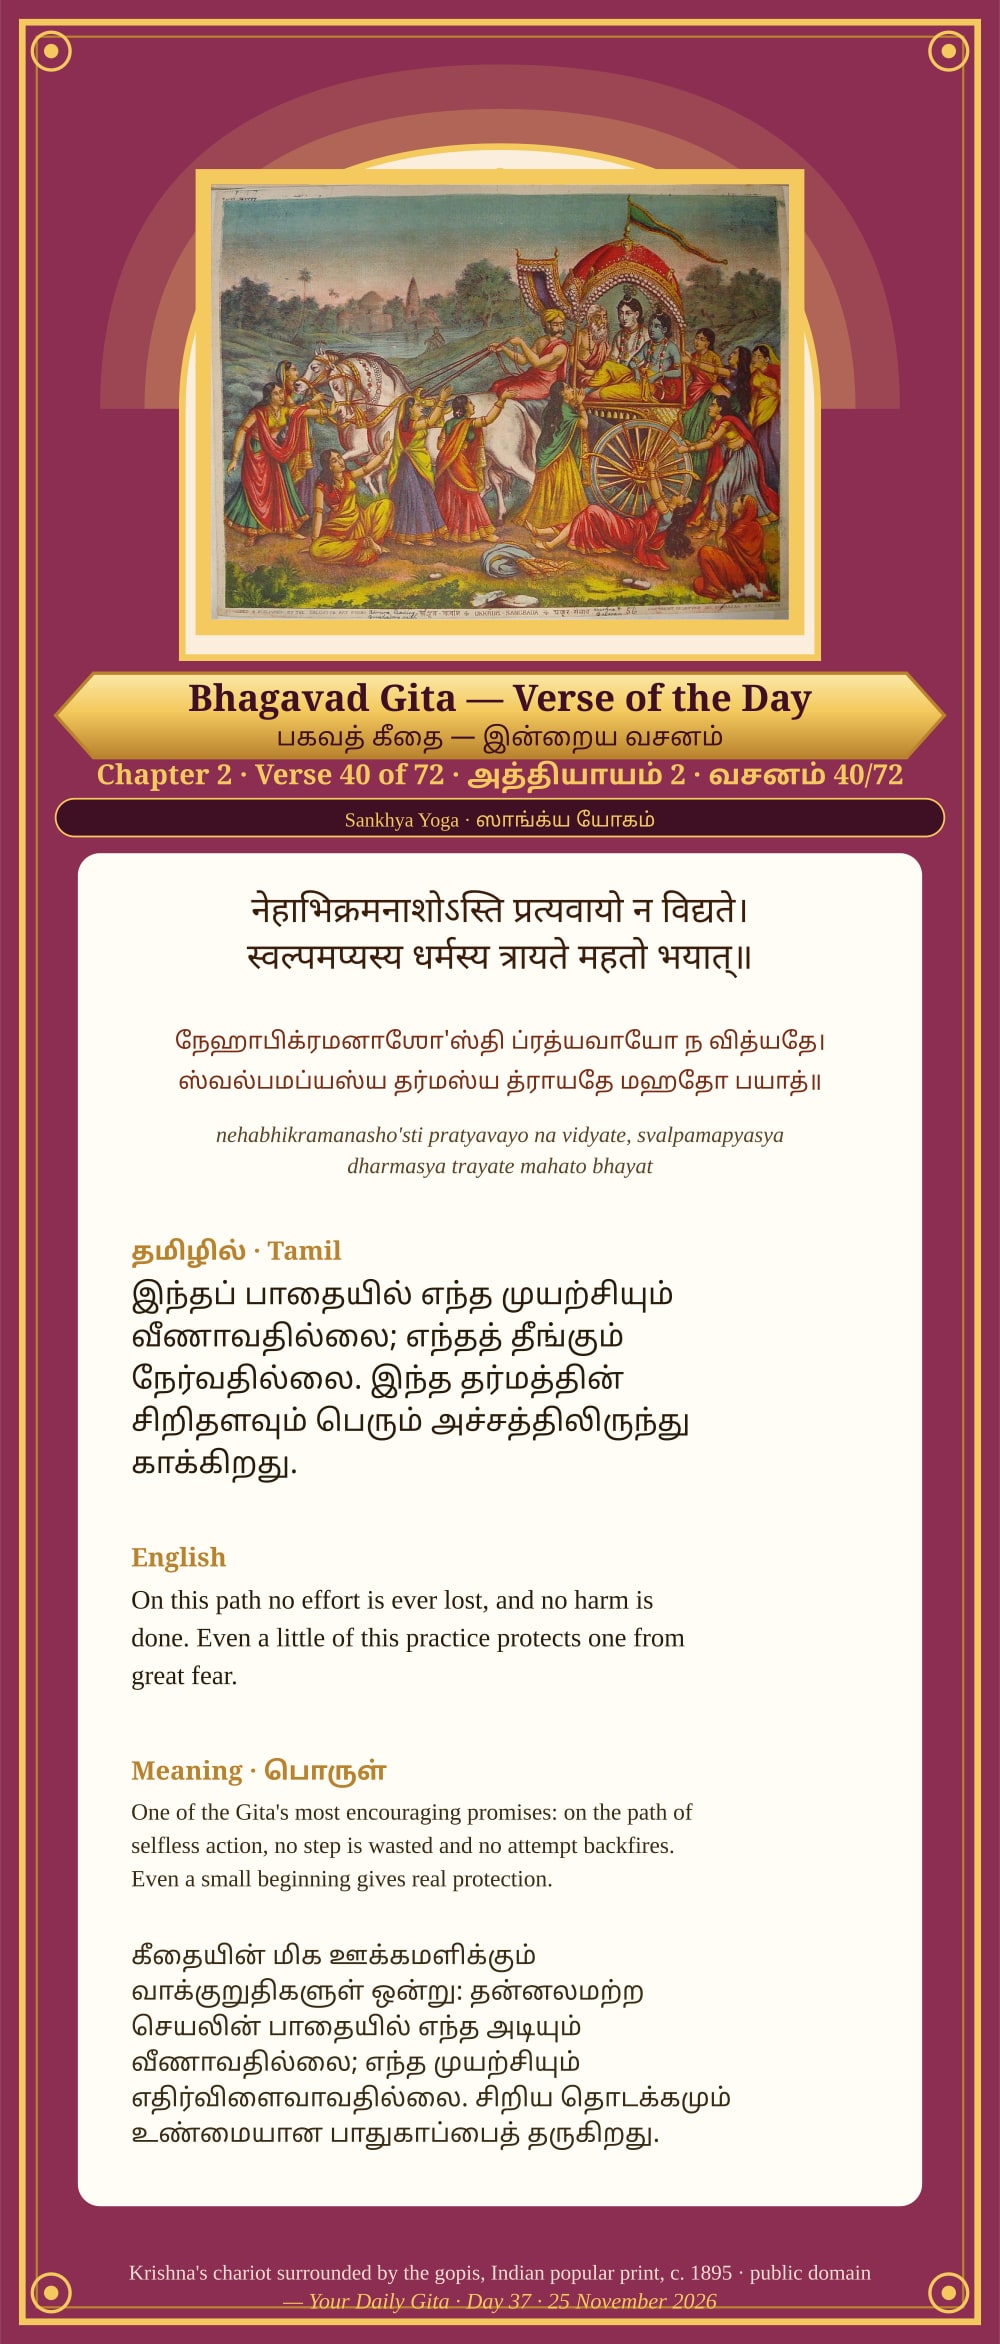 UKKRUR-SANGBADA
Bhagavad Gita — Verse of the Day
பகவத் கீதை — இன்றைய வசனம்
Chapter 2 · Verse 40 of 72 · அத்தியாயம் 2 · வசனம் 40/72
Sankhya Yoga · ஸாங்க்ய யோகம்
नेहाभिक्रमनाशोऽस्ति प्रत्यवायो न विद्यते।
स्वल्पमप्यस्य धर्मस्य त्रायते महतो भयात्॥
நேஹாபிக்ரமனாஶோ'ஸ்தி ப்ரத்யவாயோ ந வித்யதே।
ஸ்வல்பமப்யஸ்ய தர்மஸ்ய த்ராயதே மஹதோ பயாத்॥
nehabhikramanasho'sti pratyavayo na vidyate, svalpamapyasya
dharmasya trayate mahato bhayat
தமிழில் · Tamil
இந்தப் பாதையில் எந்த முயற்சியும்
வீணாவதில்லை; எந்தத் தீங்கும்
நேர்வதில்லை. இந்த தர்மத்தின்
சிறிதளவும் பெரும் அச்சத்திலிருந்து
காக்கிறது.
English
On this path no effort is ever lost, and no harm is
done. Even a little of this practice protects one from
great fear.
Meaning · பொருள்
One of the Gita's most encouraging promises: on the path of
selfless action, no step is wasted and no attempt backfires.
Even a small beginning gives real protection.
கீதையின் மிக ஊக்கமளிக்கும்
வாக்குறுதிகளுள் ஒன்று: தன்னலமற்ற
செயலின் பாதையில் எந்த அடியும்
வீணாவதில்லை; எந்த முயற்சியும்
எதிர்விளைவாவதில்லை. சிறிய தொடக்கமும்
உண்மையான பாதுகாப்பைத் தருகிறது.
Krishna's chariot surrounded by the gopis, Indian popular print, c. 1895 · public domain
— Your Daily Gita · Day 37 · 25 November 2026